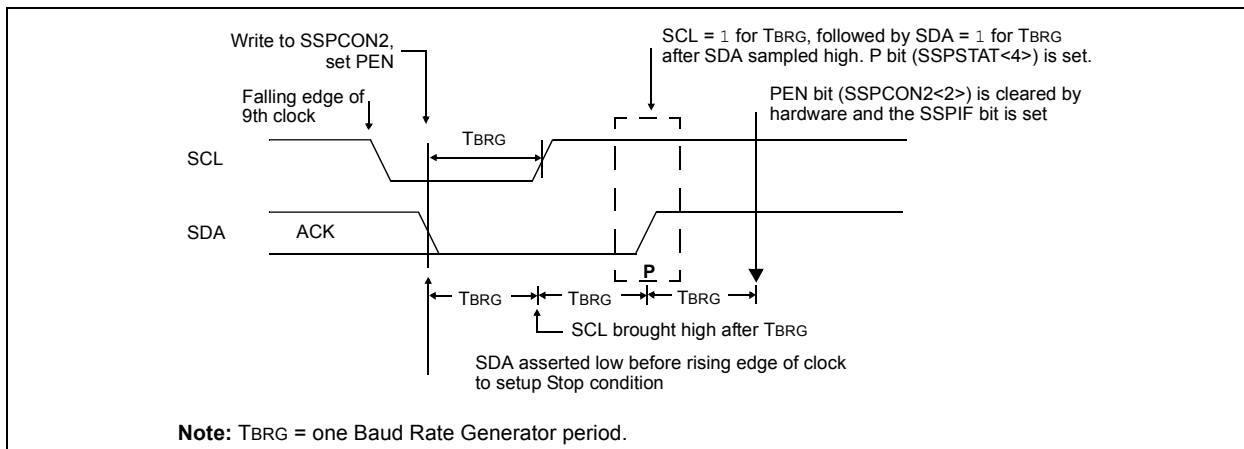 Write to SSPCON2,
set PEN
SCL = 1 for TBRG, followed by SDA = 1 for TBRG
after SDA sampled high. P bit (SSPSTAT<4>) is set.
Falling edge of
9th clock
PEN bit (SSPCON2<2>) is cleared by
hardware and the SSPIF bit is set
TBRG
SCL
SDA
ACK
P
TBRG
TBRG
TBRG
SCL brought high after TBRG
SDA asserted low before rising edge of clock
to setup Stop condition
Note: TBRG = one Baud Rate Generator period.